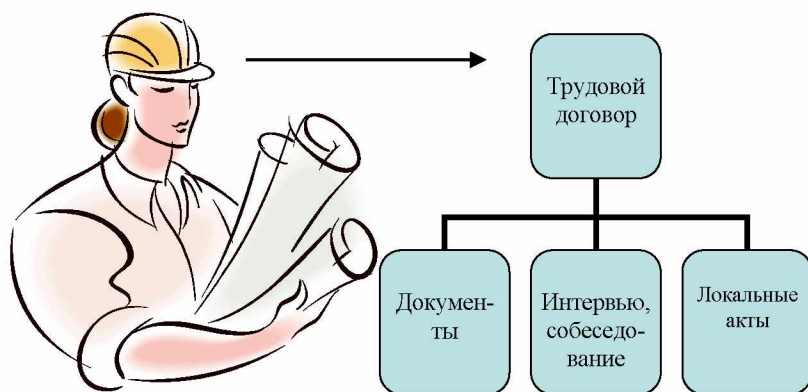 Трудовой
договор
Докумен-
ты
Интервью,
собеседо-
вание
Локальные
акты